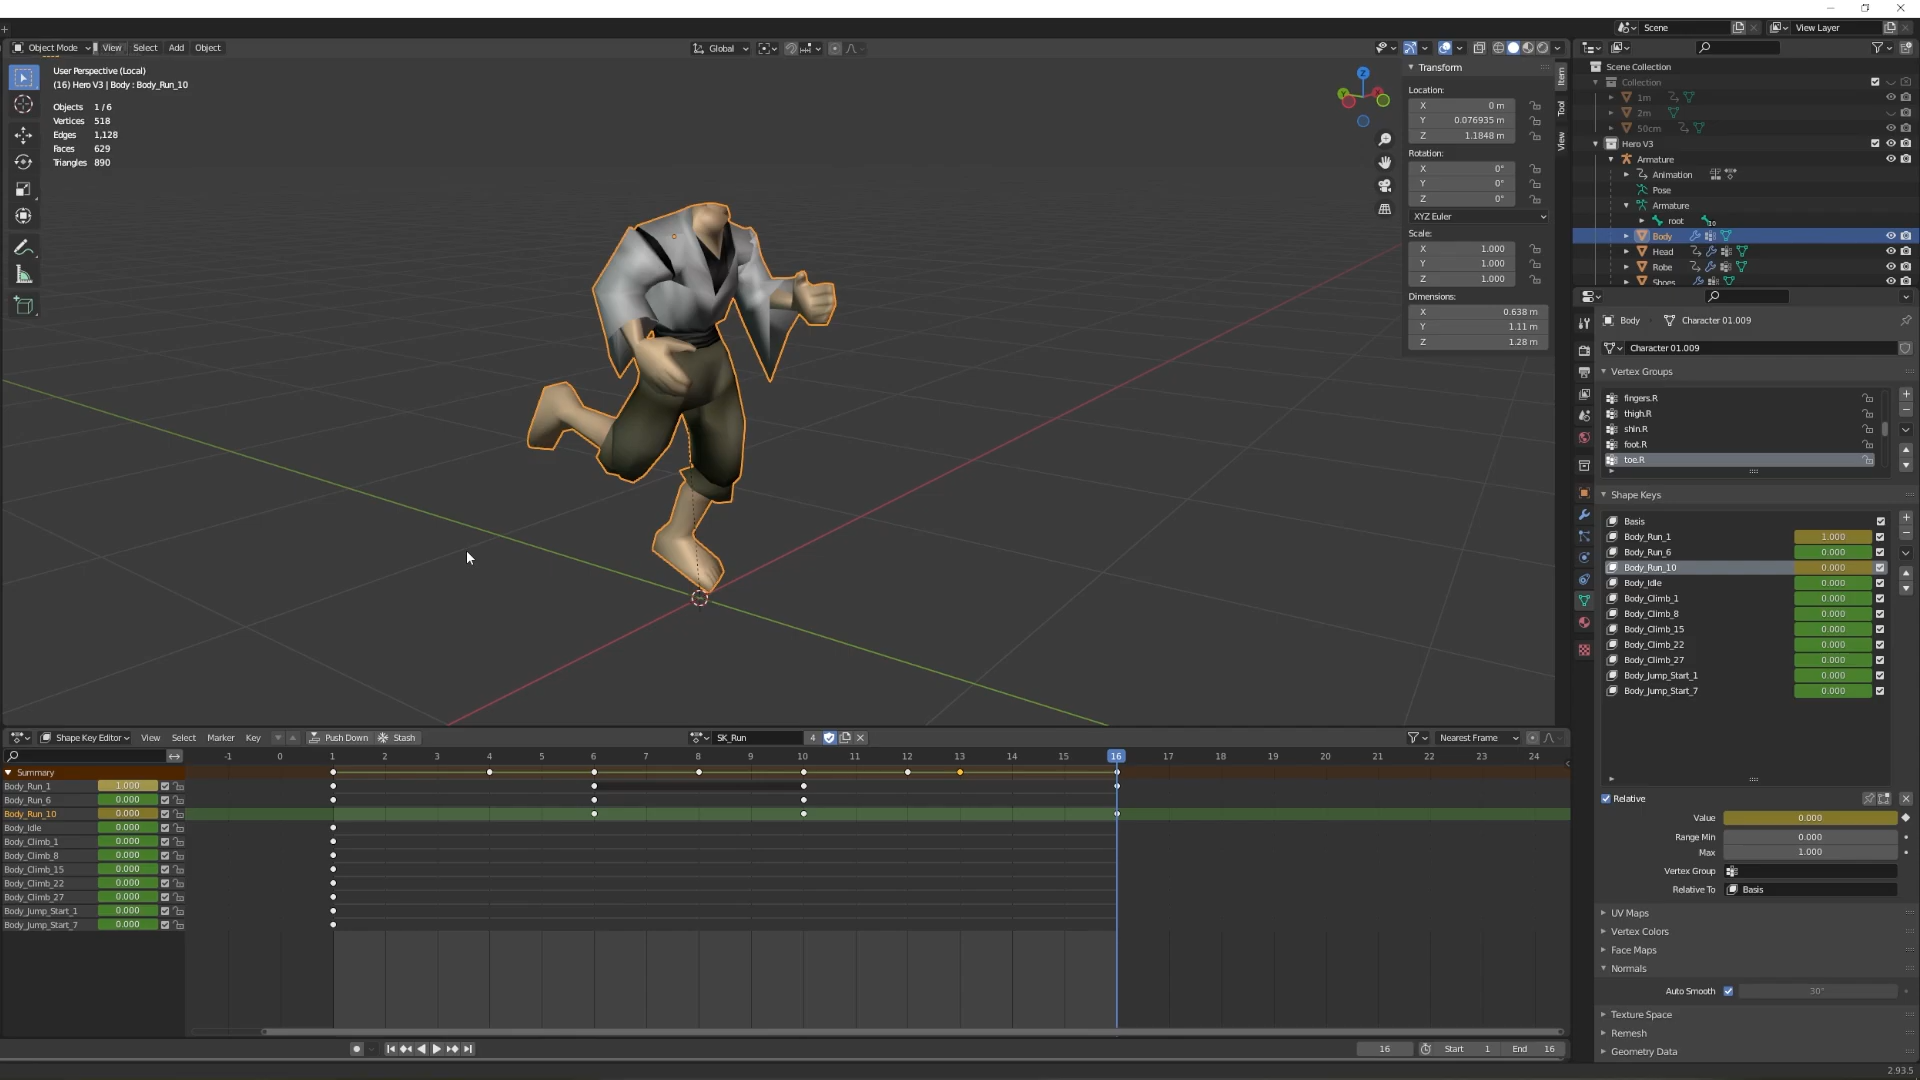 Scene
View Layer
Object Mode View Select Add Object
Global
User Perspective (Local)
(16) Hero V3 | Body : Body_Run_10
Objects 1 / 6
Vertices 518
Edges 1,128
Faces 629
Triangles 890
Transform
Location:
X 0 m
Y 0.076935 m
Z 1.1848 m
Rotation:
X 0°
Y 0°
Z 0°
XYZ Euler
Scale:
X 1.000
Y 1.000
Z 1.000
Dimensions:
X 0.638 m
Y 1.11 m
Z 1.28 m
Item
Tool
View
Scene Collection
Collection
1m
2m
50cm
Hero V3
Armature
Animation
Pose
Armature
root
Body
Head
Robe
Shoes
Body Character 01.009
Character 01.009
Vertex Groups
fingers.R
thigh.R
shin.R
foot.R
toe.R
Shape Keys
Basis
Body_Run_1 1.000
Body_Run_6 0.000
Body_Run_10 0.000
Body_Idle 0.000
Body_Climb_1 0.000
Body_Climb_8 0.000
Body_Climb_15 0.000
Body_Climb_22 0.000
Body_Climb_27 0.000
Body_Jump_Start_1 0.000
Body_Jump_Start_7 0.000
Relative
Value 0.000
Range Min 0.000
Max 1.000
Vertex Group
Relative To Basis
UV Maps
Vertex Colors
Face Maps
Normals
Auto Smooth 30°
Texture Space
Remesh
Geometry Data
Shape Key Editor View Select Marker Key Push Down Stash SK_Run 4 Nearest Frame
-1 0 1 2 3 4 5 6 7 8 9 10 11 12 13 14 15 16 17 18 19 20 21 22 23 24
Summary
Body_Run_1 1.000
Body_Run_6 0.000
Body_Run_10 0.000
Body_Idle 0.000
Body_Climb_1 0.000
Body_Climb_8 0.000
Body_Climb_15 0.000
Body_Climb_22 0.000
Body_Climb_27 0.000
Body_Jump_Start_1 0.000
Body_Jump_Start_7 0.000
16 Start 1 End 16
2.93.5